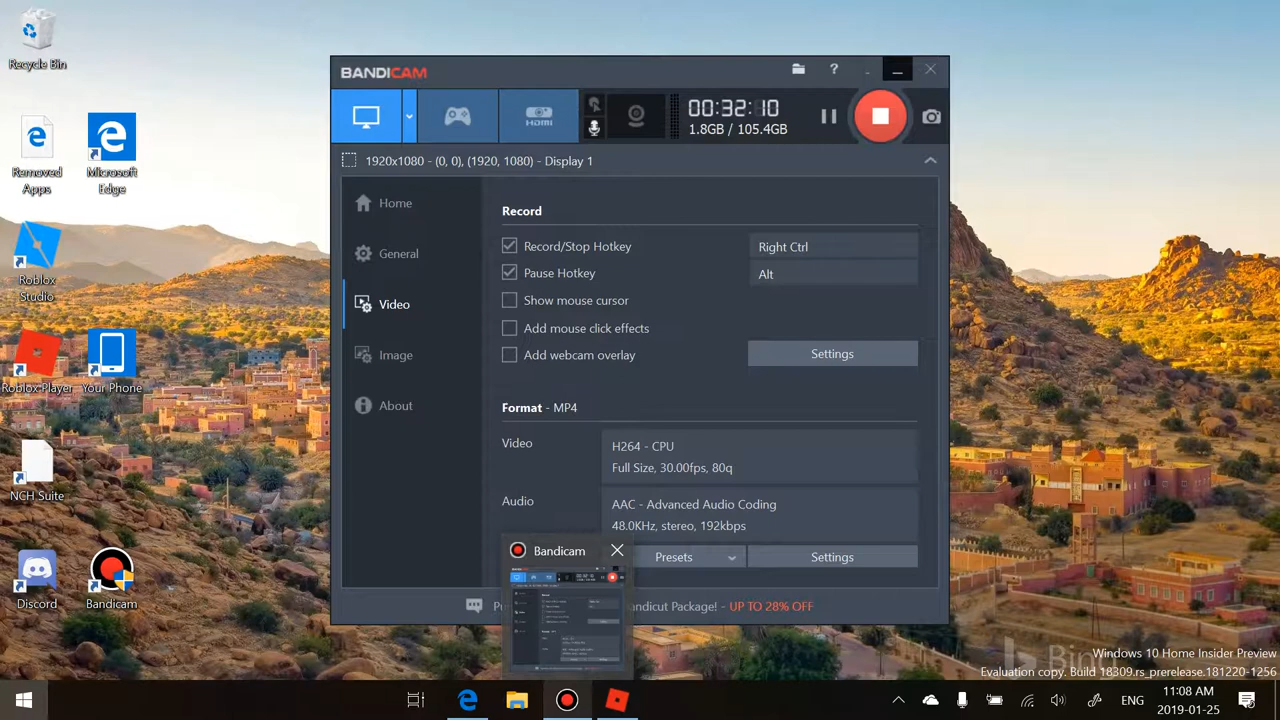 Recycle Bin
Removed Apps
Microsoft Edge
Roblox Studio
Roblox Player
Your Phone
NCH Suite
Discord
Bandicam
BANDICAM
?
HDMI
00:32:10
1.8GB / 105.4GB
1920x1080 - (0, 0), (1920, 1080) - Display 1
Home
General
Video
Image
About
Record
Record/Stop Hotkey
Right Ctrl
Pause Hotkey
Alt
Show mouse cursor
Add mouse click effects
Add webcam overlay
Settings
Format - MP4
Video
H264 - CPU
Full Size, 30.00fps, 80q
Audio
AAC - Advanced Audio Coding
48.0KHz, stereo, 192kbps
Presets
Settings
Bandicam
Package! - UP TO 28% OFF
Windows 10 Home Insider Preview
Evaluation copy. Build 18309.rs_prerelease.181220-1256
ENG
11:08 AM
2019-01-25